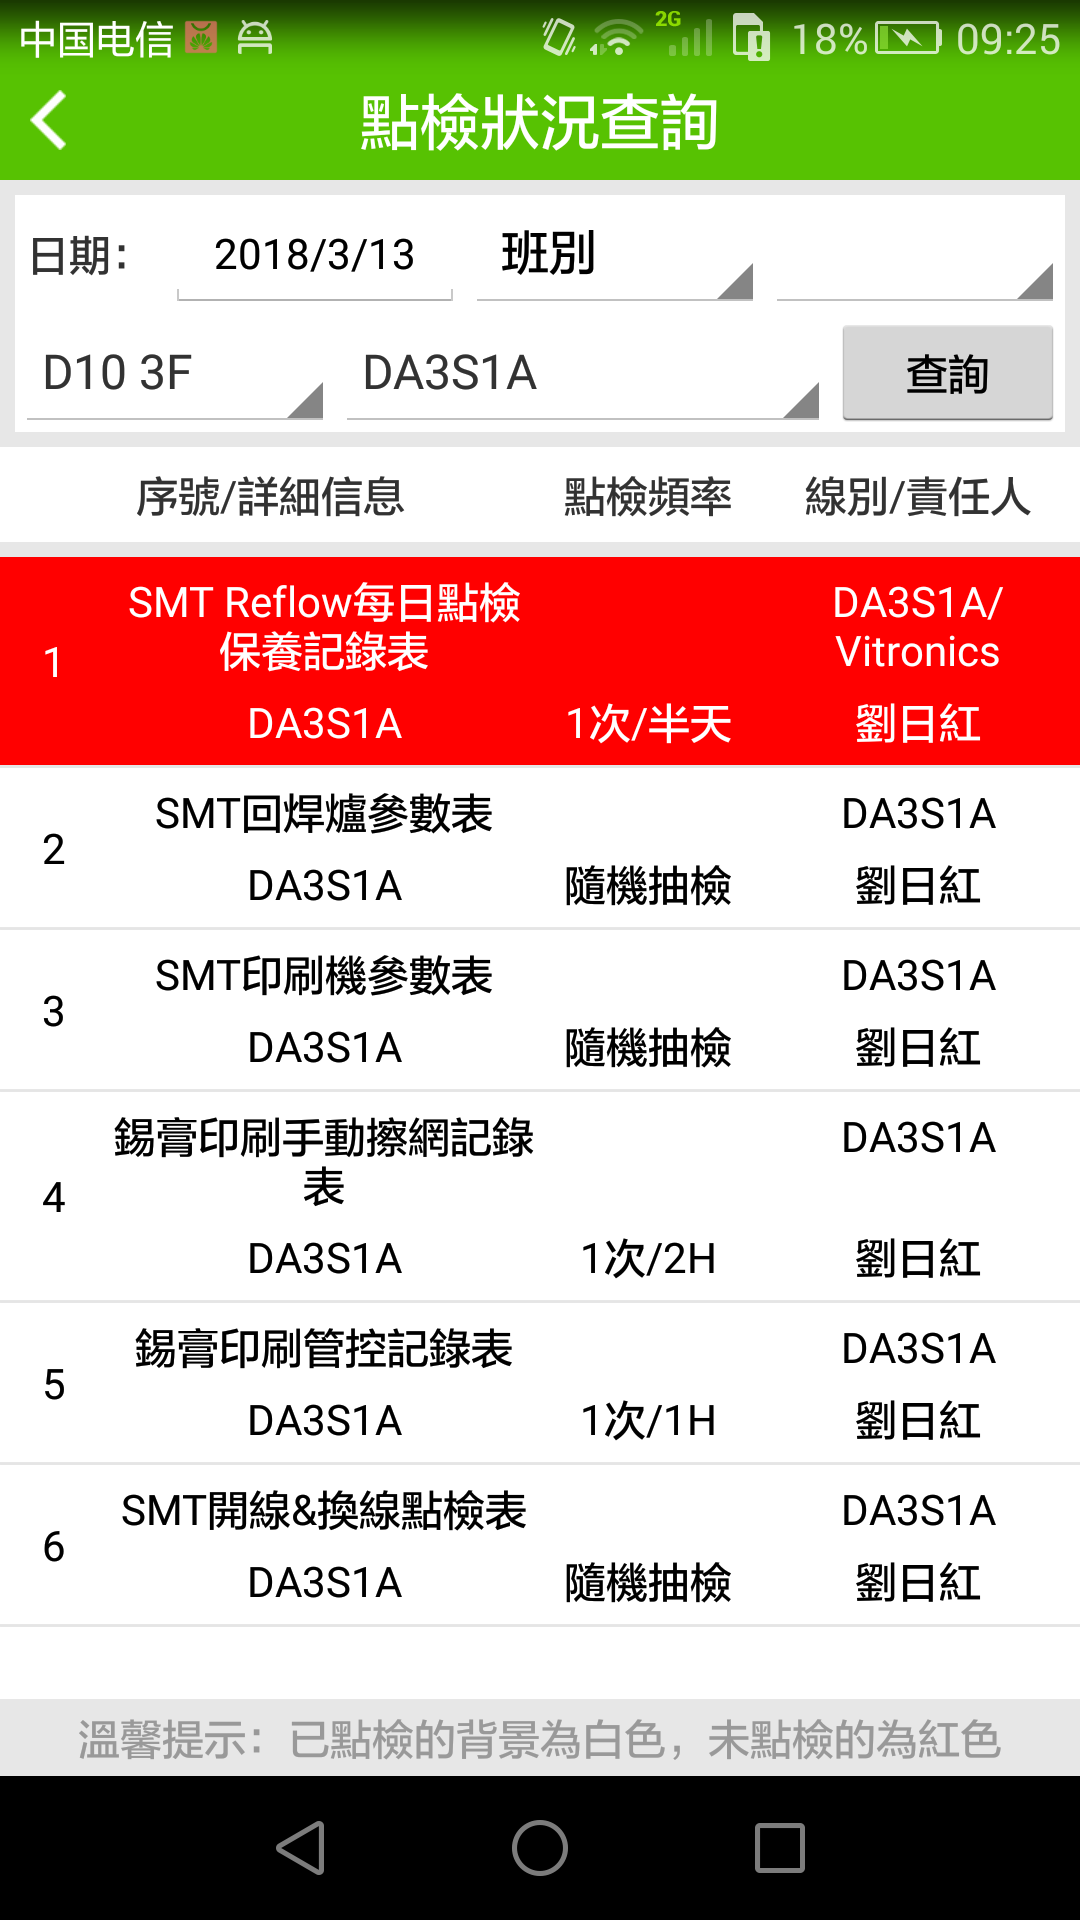 中国电信 2G 18% 09:25
點檢狀況查詢
日期： 2018/3/13 班別
D10 3F DA3S1A 查詢
序號/詳細信息 點檢頻率 線別/責任人
SMT Reflow每日點檢 DA3S1A/
1 保養記錄表 Vitronics
DA3S1A 1次/半天 劉日紅
SMT回焊爐參數表 DA3S1A
2
DA3S1A 隨機抽檢 劉日紅
SMT印刷機參數表 DA3S1A
3
DA3S1A 隨機抽檢 劉日紅
錫膏印刷手動擦網記錄 DA3S1A
4 表
DA3S1A 1次/2H 劉日紅
錫膏印刷管控記錄表 DA3S1A
5
DA3S1A 1次/1H 劉日紅
SMT開線&換線點檢表 DA3S1A
6
DA3S1A 隨機抽檢 劉日紅
溫馨提示：已點檢的背景為白色，未點檢的為紅色